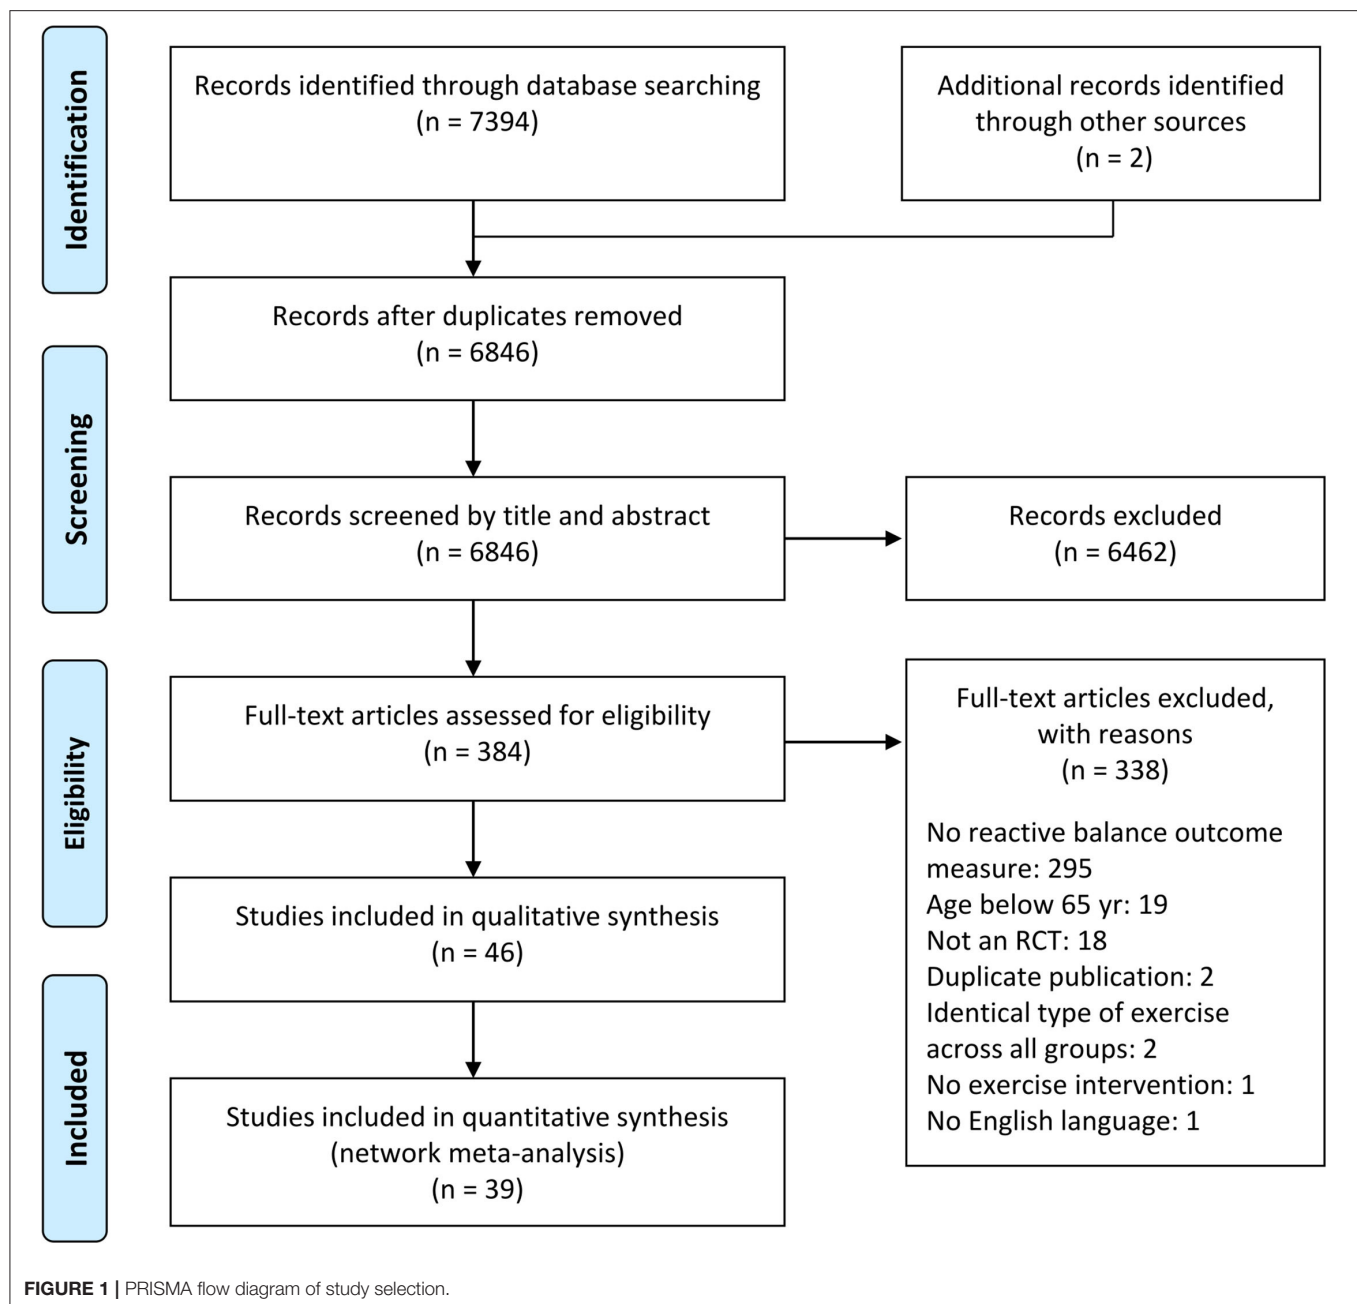 Identification
Records identified through database searching
(n = 7394)
Additional records identified
through other sources
(n = 2)
Records after duplicates removed
(n = 6846)
Screening
Records screened by title and abstract
(n = 6846)
Records excluded
(n = 6462)
Eligibility
Full-text articles assessed for eligibility
(n = 384)
Full-text articles excluded,
with reasons
(n = 338)
No reactive balance outcome
measure: 295
Age below 65 yr: 19
Not an RCT: 18
Duplicate publication: 2
Identical type of exercise
across all groups: 2
No exercise intervention: 1
No English language: 1
Studies included in qualitative synthesis
(n = 46)
Included
Studies included in quantitative synthesis
(network meta-analysis)
(n = 39)
FIGURE 1 | PRISMA flow diagram of study selection.